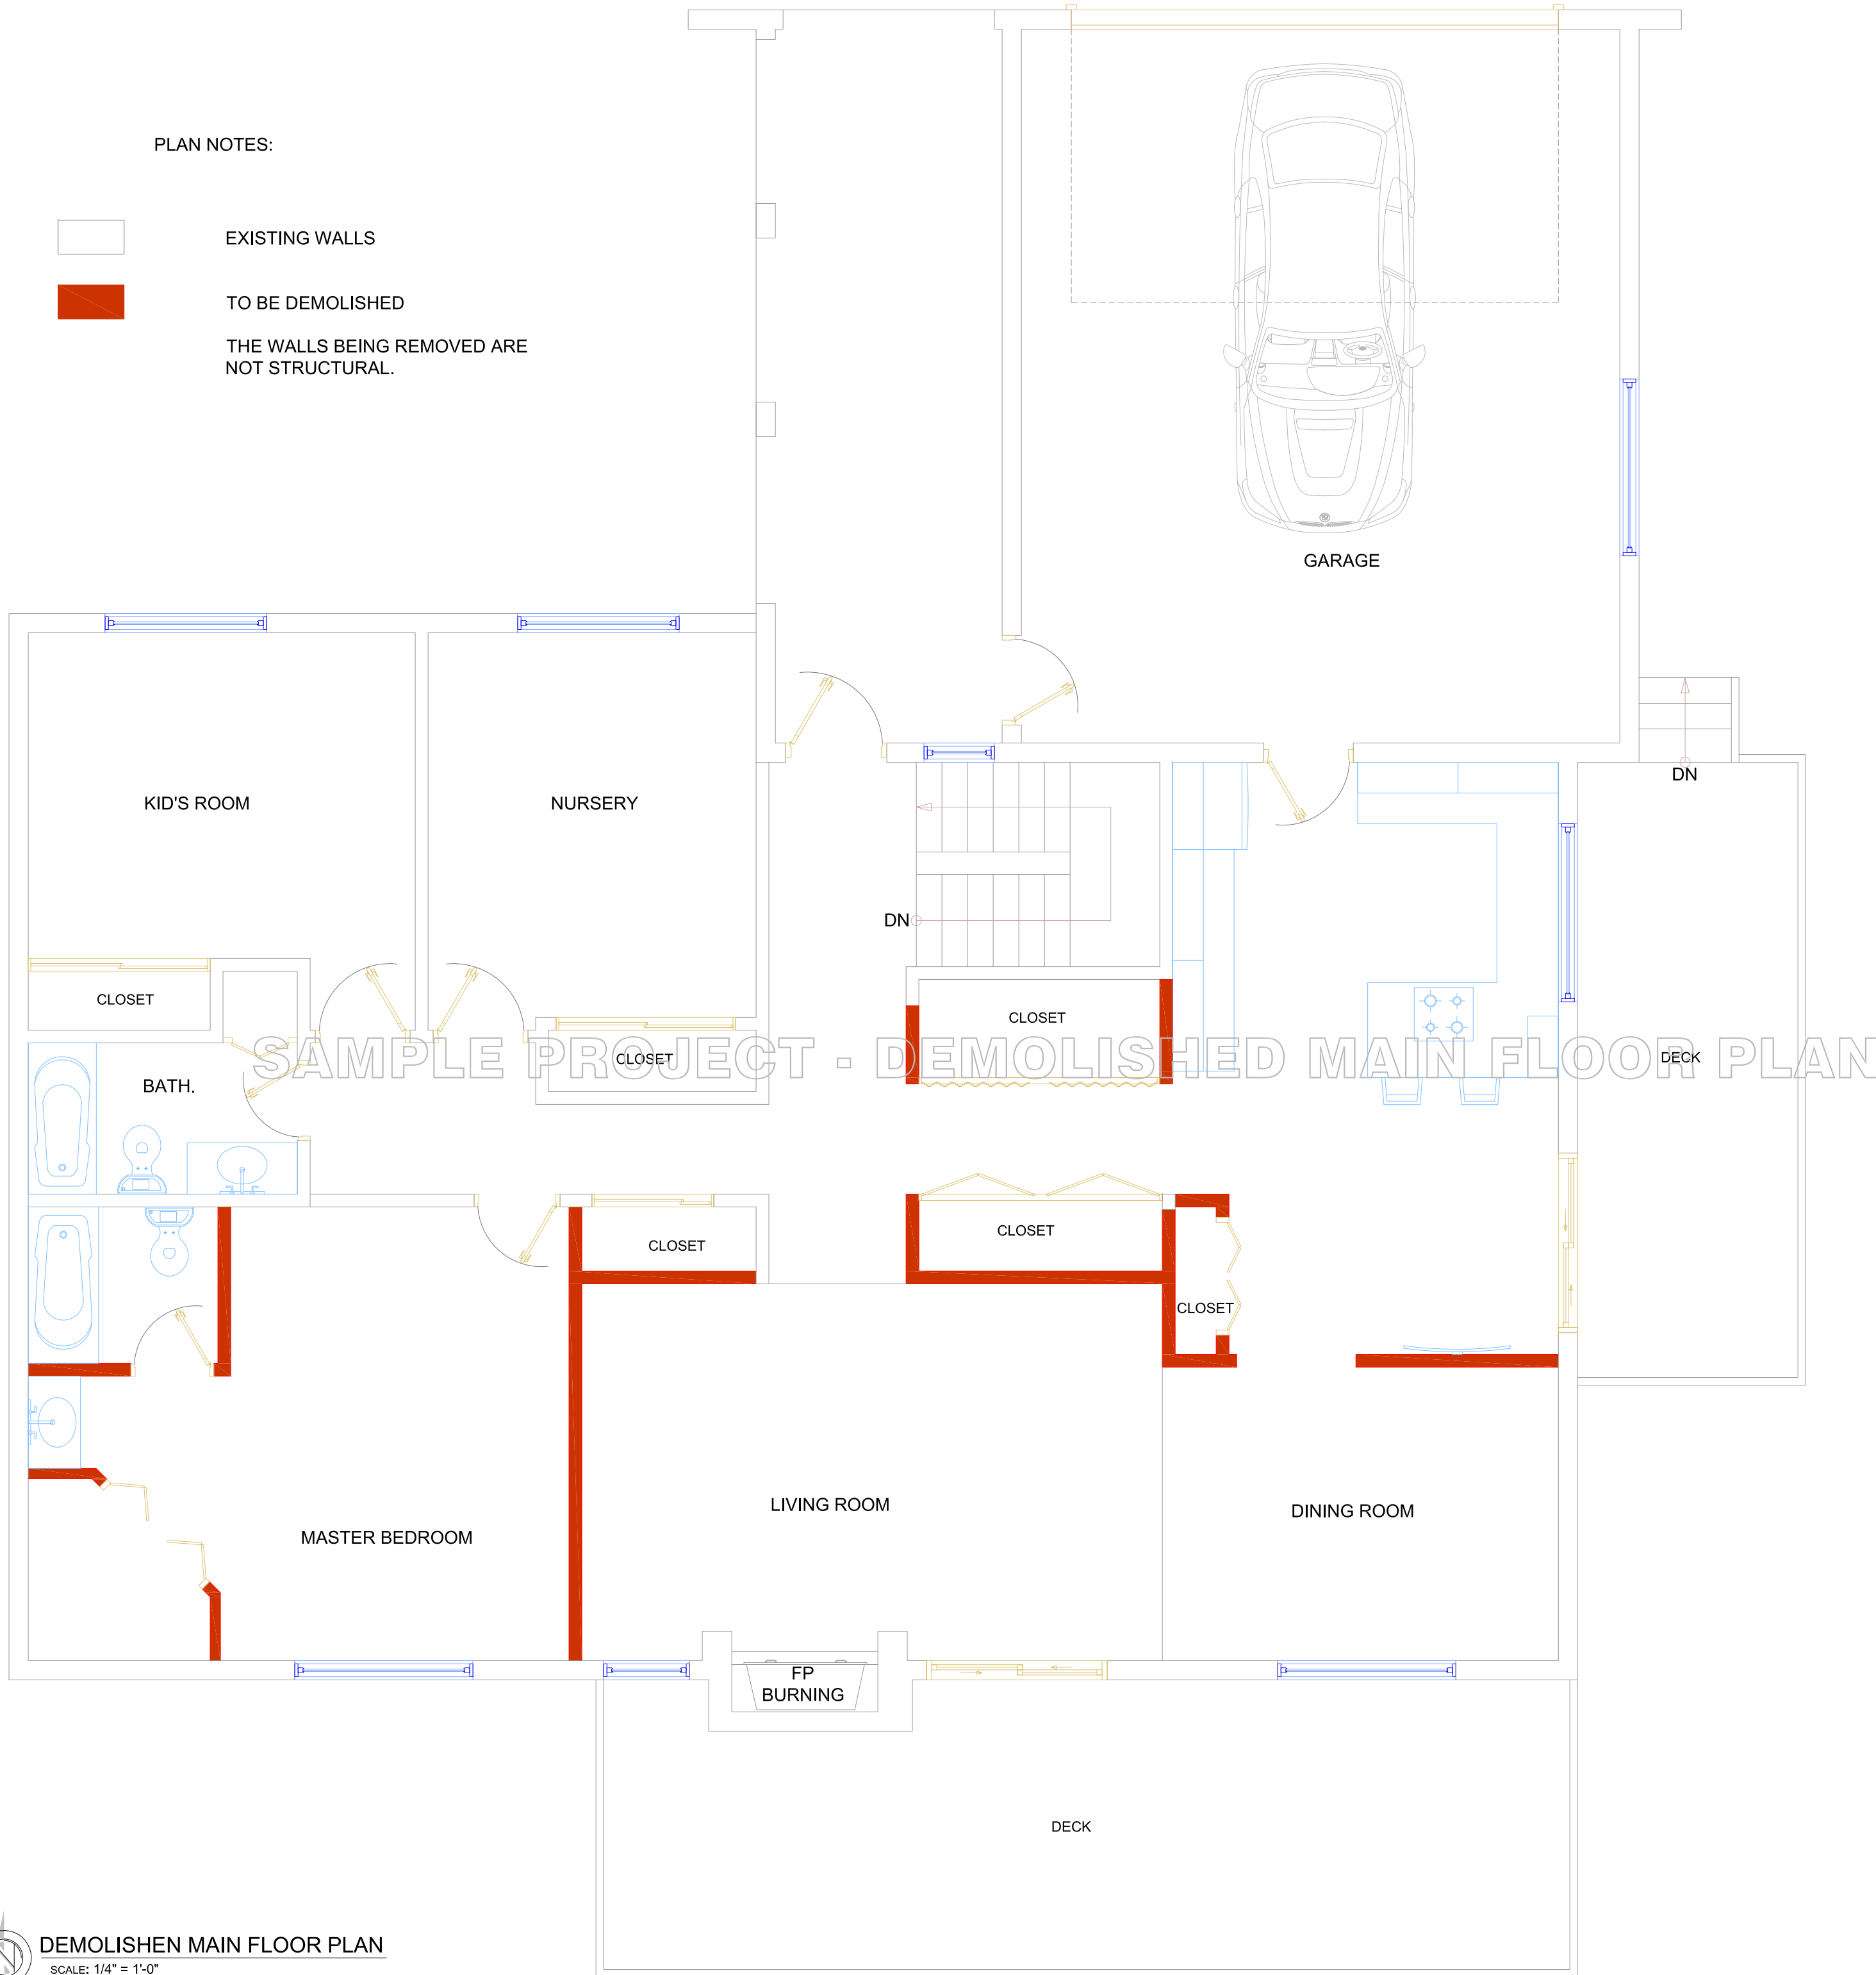 PLAN NOTES:
EXISTING WALLS
TO BE DEMOLISHED
THE WALLS BEING REMOVED ARE
NOT STRUCTURAL.
GARAGE
KID'S ROOM
NURSERY
DN
DN
CLOSET
CLOSET
CLOSET
SAMPLE PROJECT - DEMOLISHED MAIN FLOOR PLAN
DECK
BATH.
CLOSET
CLOSET
CLOSET
LIVING ROOM
DINING ROOM
MASTER BEDROOM
FP
BURNING
DECK
DEMOLISHEN MAIN FLOOR PLAN
SCALE: 1/4" = 1'-0"
N